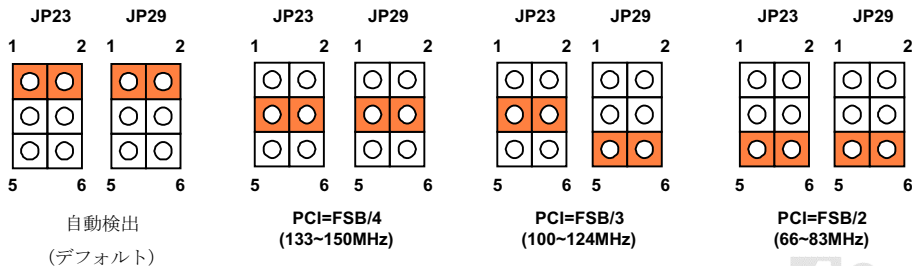 JP23 JP29 JP23 JP29 JP23 JP29 JP23 JP29
1 2 1 2 1 2 1 2 1 2 1 2 1 2 1 2
5 6 5 6 5 6 5 6 5 6 5 6 5 6 5 6
自動検出 PCI=FSB/4 PCI=FSB/3 PCI=FSB/2
(デフォルト) (133~150MHz) (100~124MHz) (66~83MHz)